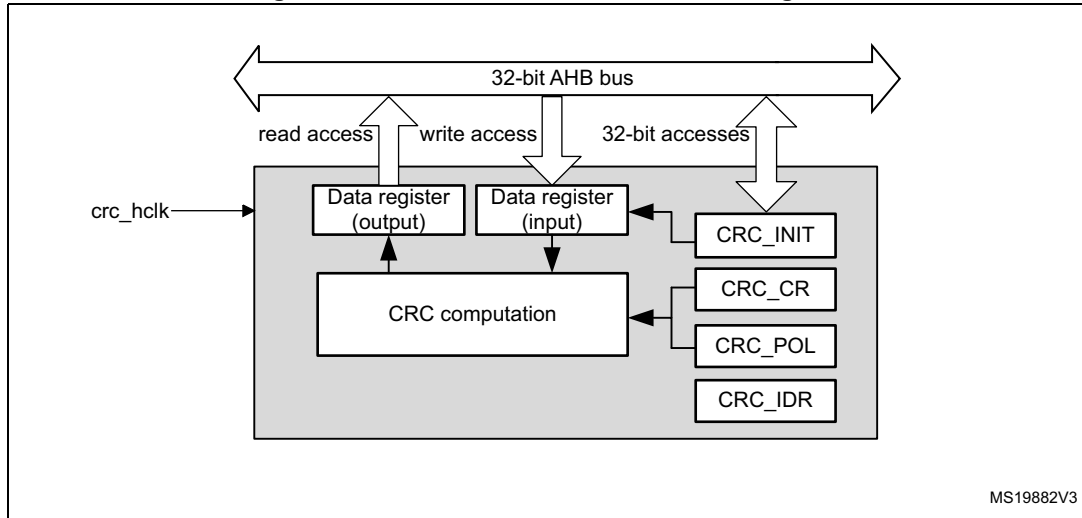 32-bit AHB bus
read access
write access
32-bit accesses
crc_hclk
Data register
(output)
Data register
(input)
CRC_INIT
CRC computation
CRC_CR
CRC_POL
CRC_IDR
MS19882V3